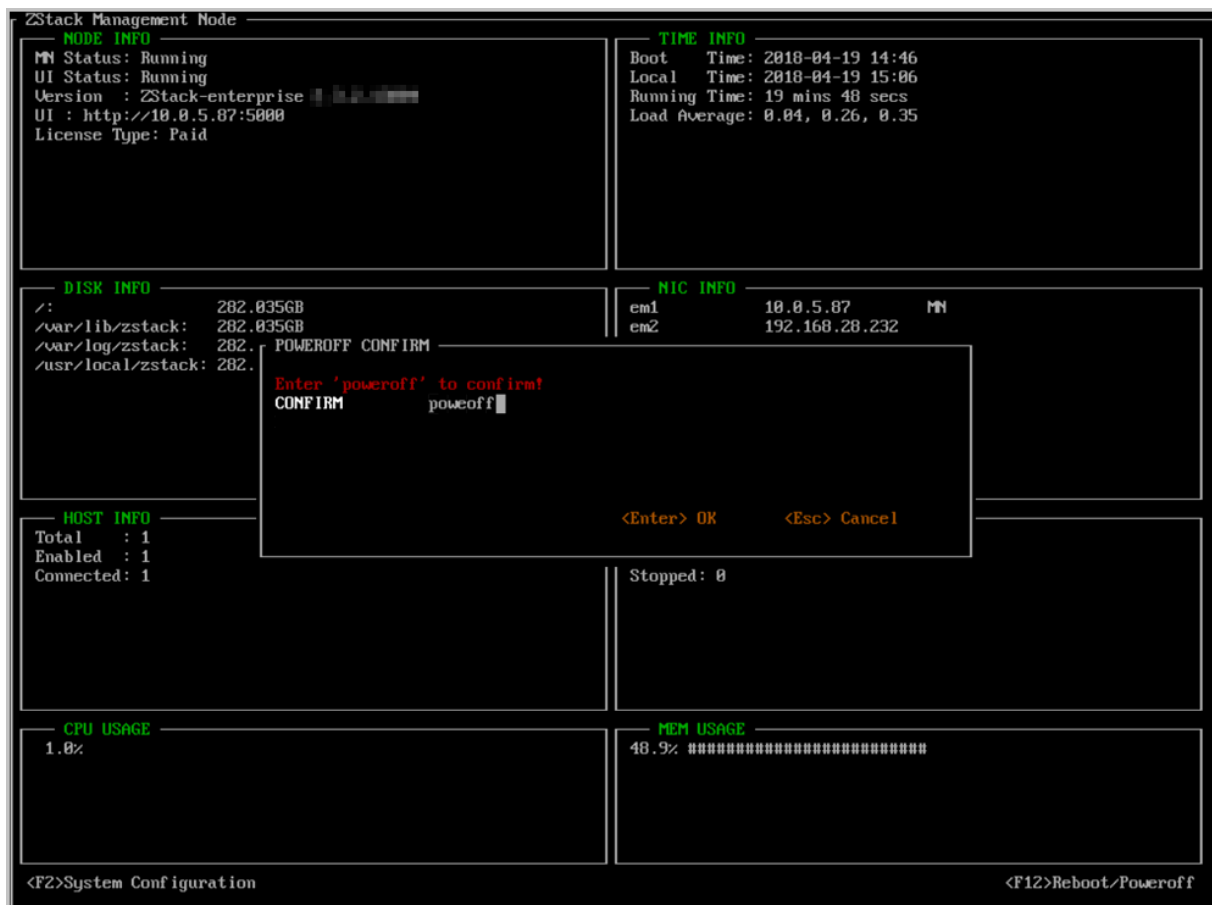 ZStack Management Node
NODE INFO
MN Status: Running
UI Status: Running
Version  : ZStack-enterprise
UI : http://10.0.5.87:5000
License Type: Paid
TIME INFO
Boot    Time: 2018-04-19 14:46
Local   Time: 2018-04-19 15:06
Running Time: 19 mins 48 secs
Load Average: 0.04, 0.26, 0.35
DISK INFO
/:                 282.035GB
/var/lib/zstack:   282.035GB
/var/log/zstack:   282.
/usr/local/zstack: 282.
NIC INFO
em1           10.0.5.87        MN
em2           192.168.28.232
POWEROFF CONFIRM
Enter 'poweroff' to confirm!
CONFIRM         poweoff
<Enter> OK       <Esc> Cancel
HOST INFO
Total    : 1
Enabled  : 1
Connected: 1
Stopped: 0
CPU USAGE
1.0%
MEM USAGE
48.9% #########################
<F2>System Configuration
<F12>Reboot/Poweroff